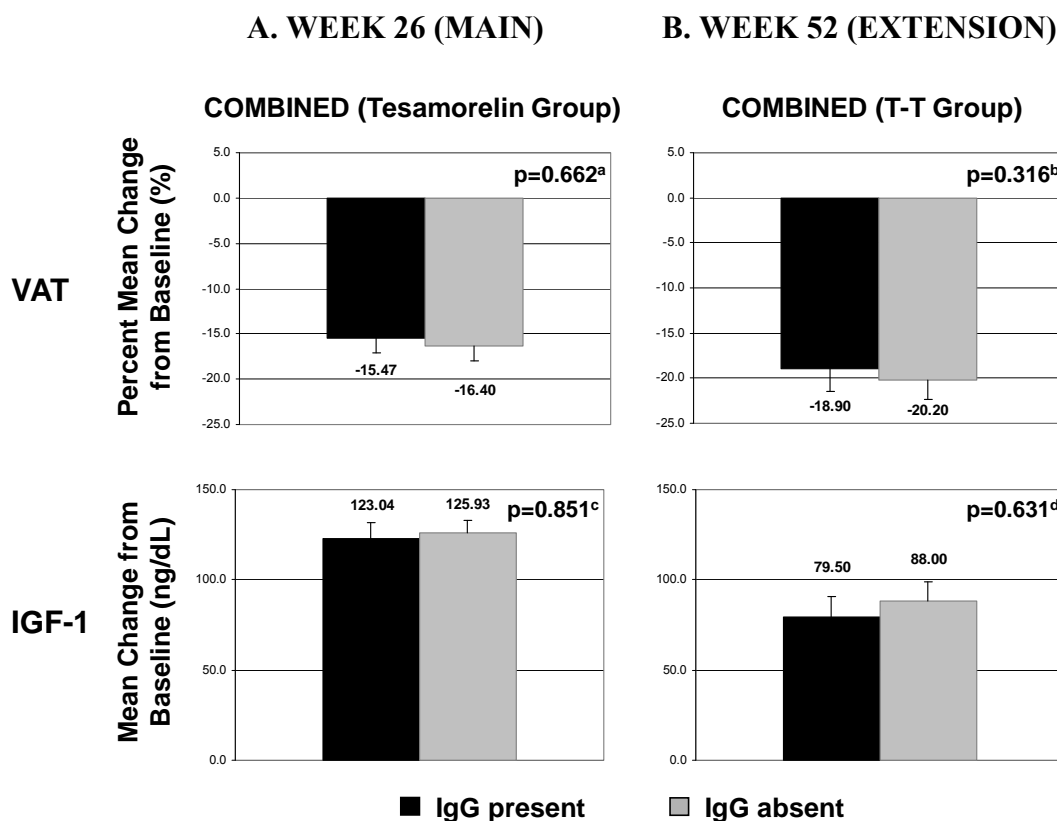 A. WEEK 26 (MAIN)
B. WEEK 52 (EXTENSION)
COMBINED (Tesamorelin Group)
COMBINED (T-T Group)
VAT
Percent Mean Change
from Baseline (%)
5.0
0.0
-5.0
-10.0
-15.0
-20.0
-25.0
p=0.662ᵃ
-15.47
-16.40
5.0
0.0
-5.0
-10.0
-15.0
-20.0
-25.0
p=0.316ᵇ
-18.90
-20.20
IGF-1
Mean Change from
Baseline (ng/dL)
150.0
100.0
50.0
0.0
123.04
125.93
p=0.851ᶜ
150.0
100.0
50.0
0.0
79.50
88.00
p=0.631ᵈ
IgG present
IgG absent